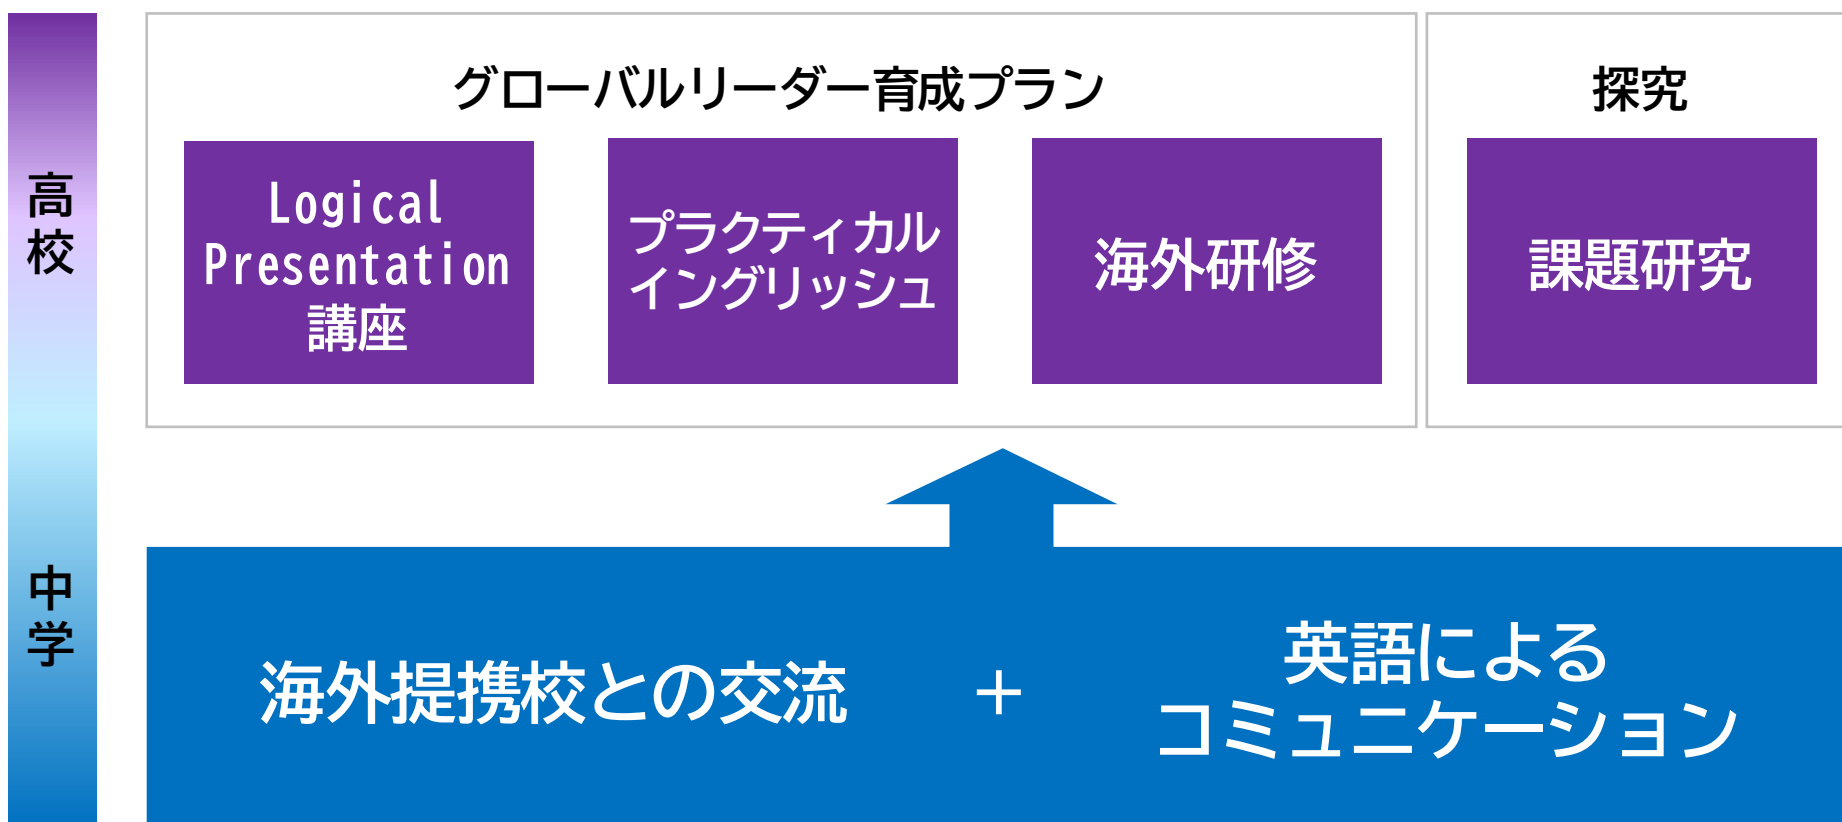 高校
グローバルリーダー育成プラン
Logical
Presentation
講座
プラクティカル
イングリッシュ
海外研修
探究
課題研究
中学
海外提携校との交流
+
英語による
コミュニケーション